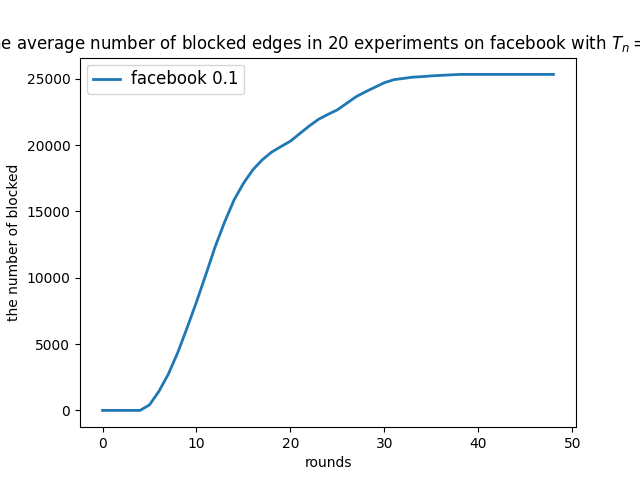 e average number of blocked edges in 20 experiments on facebook with Tₙ =
facebook 0.1
25000
20000
15000
10000
5000
0
the number of blocked
0 10 20 30 40 50
rounds